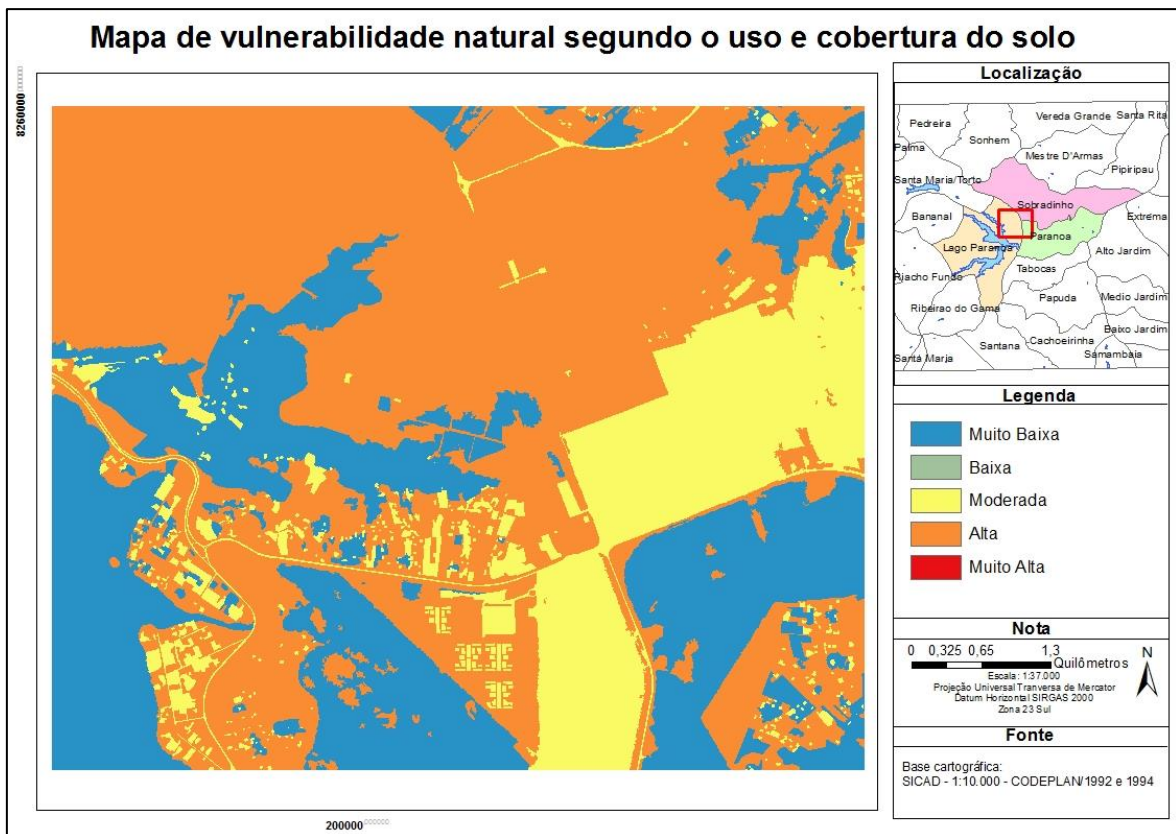 Mapa de vulnerabilidade natural segundo o uso e cobertura do solo
8260000
200000
Localização
Pedreira
Vereda Grande
Santa Rita
Sonhem
Palma
Mestre D'Armas
Pipiripau
Santa Maria/Torto
Sobradinho
Bananal
Extrema
Paranoa
Lago Paranoa
Alto Jardim
Riacho Fundo
Tabocas
Ribeirao do Gama
Papuda
Medio Jardim
Baixo Jardim
Cachoeirinha
Santana
Santa Maria
Samambaia
Legenda
Muito Baixa
Baixa
Moderada
Alta
Muito Alta
Nota
0 0,325 0,65 1,3
Quilômetros
N
Escala: 1:37.000
Projeção Universal Tranversa de Mercator
Datum Horizontal SIRGAS 2000
Zona 23 Sul
Fonte
Base cartográfica:
SICAD - 1:10.000 - CODEPLAN/1992 e 1994